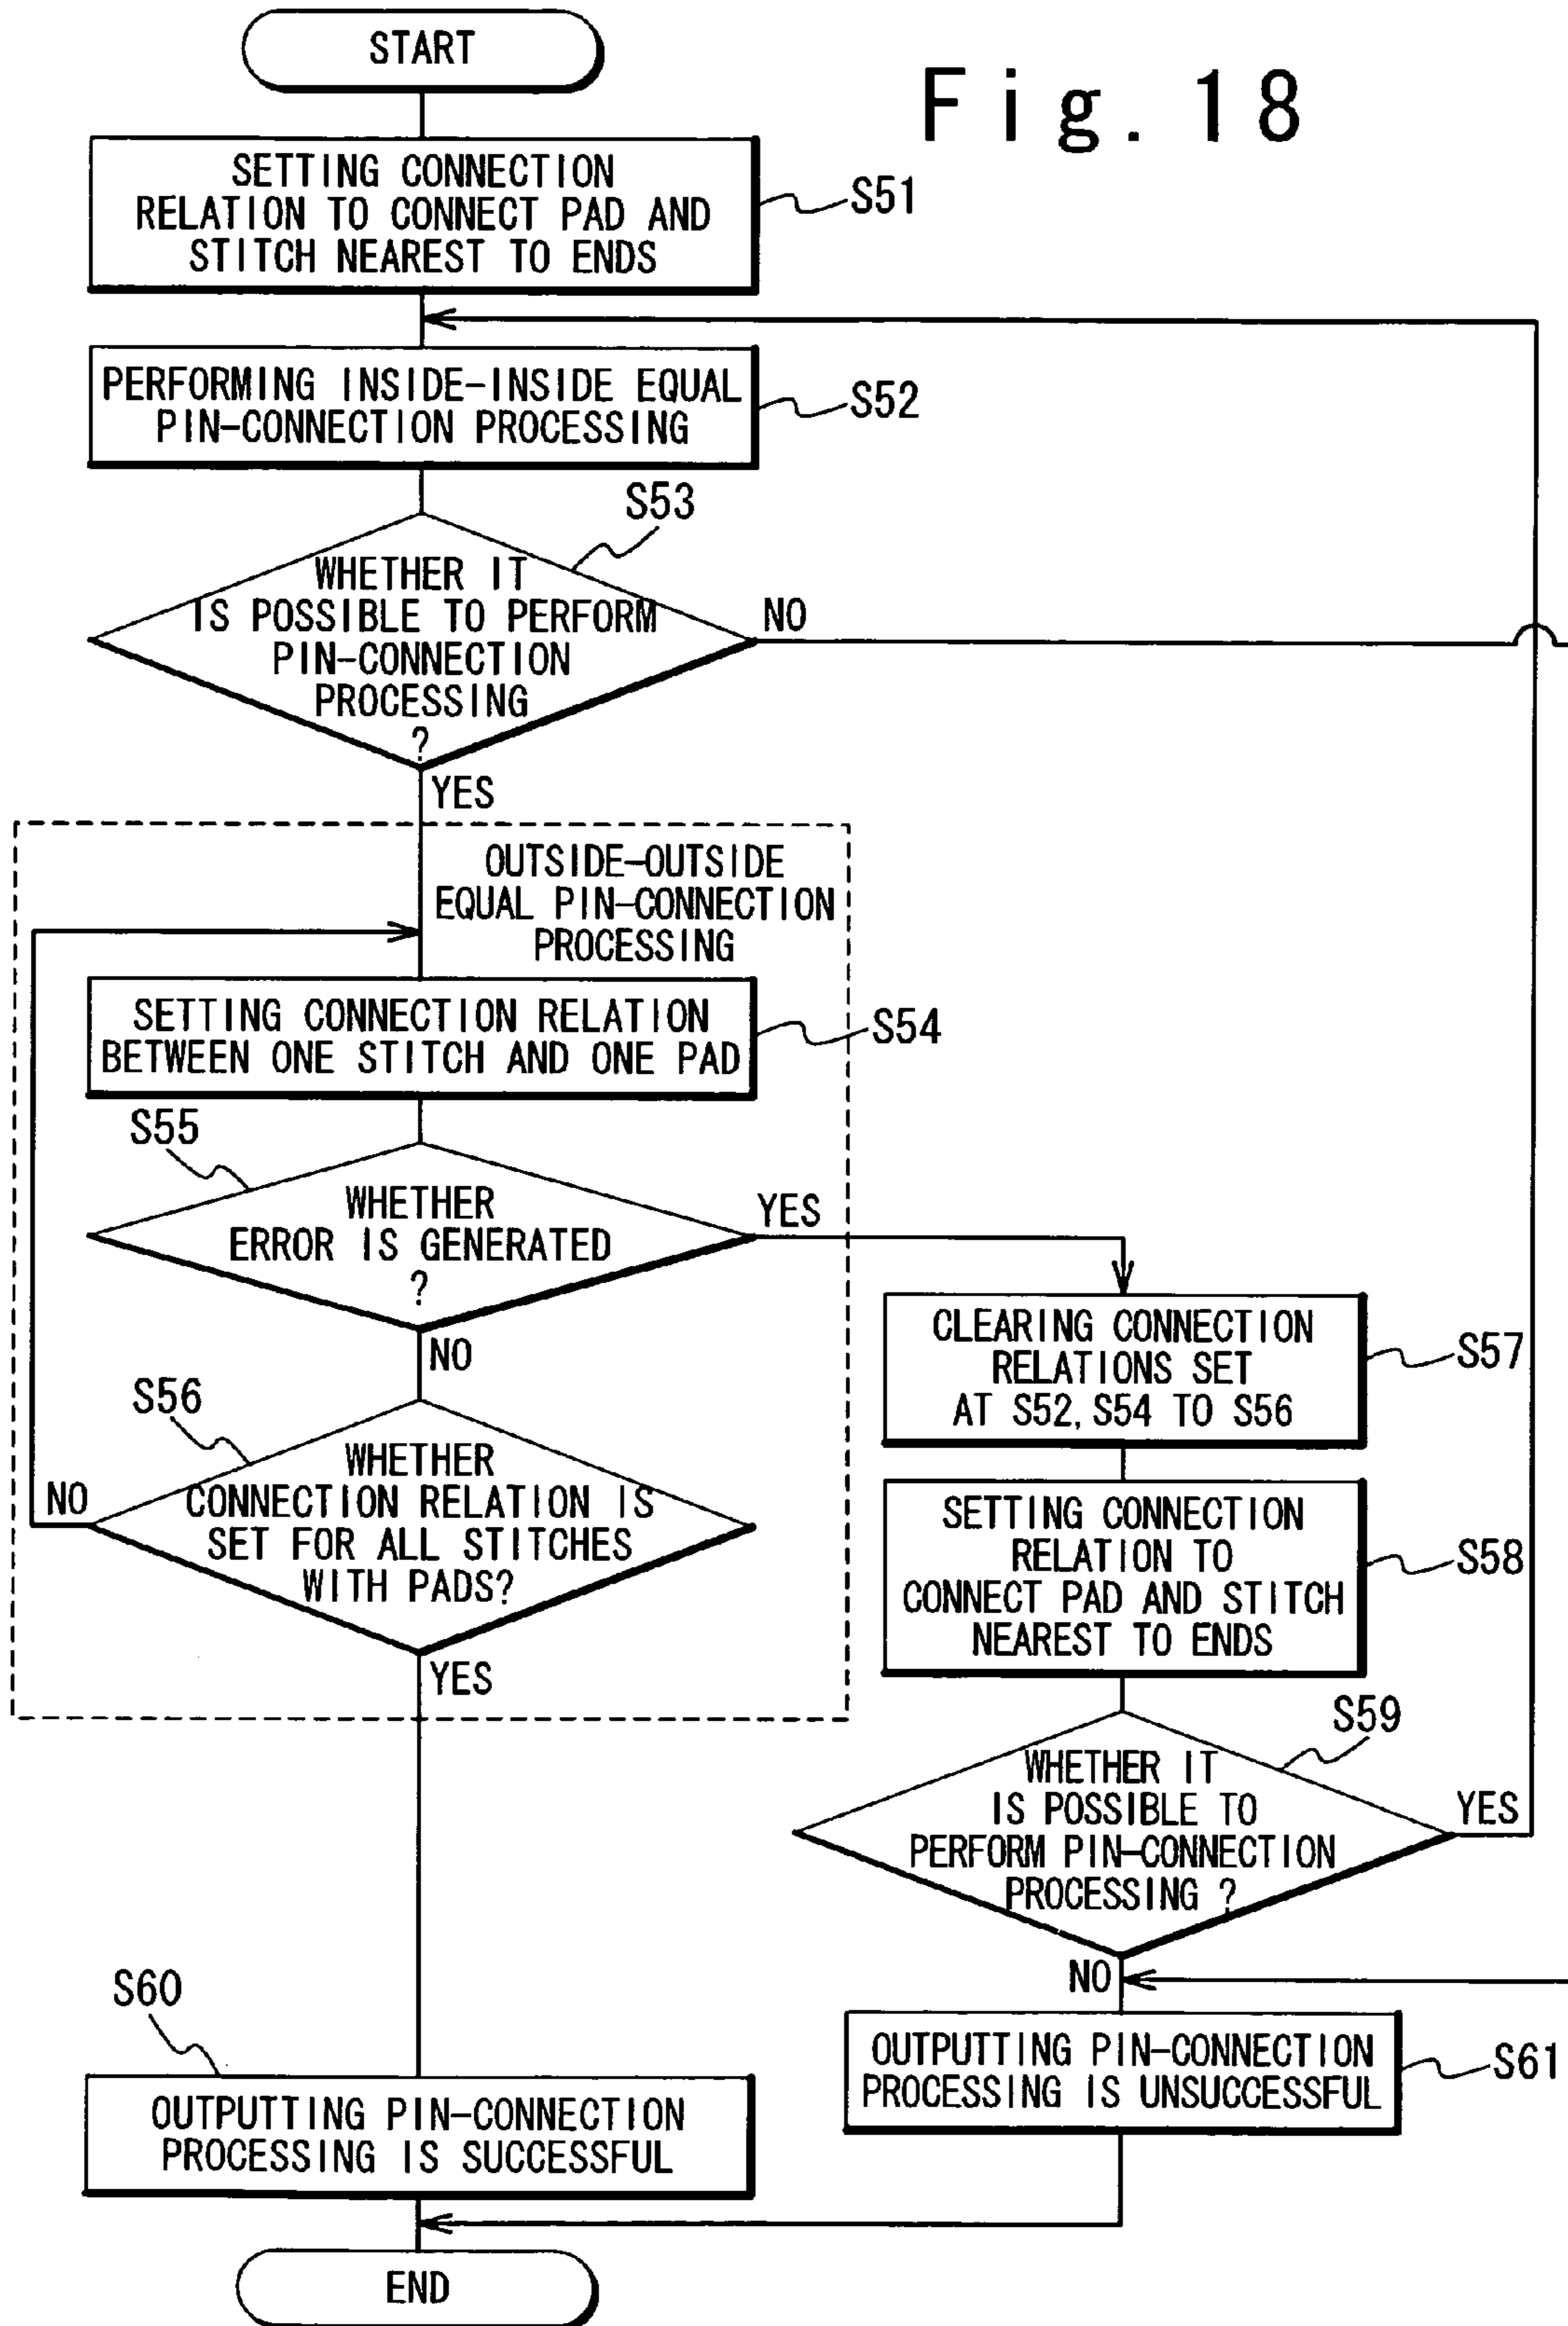 Fig. 18
START
SETTING CONNECTION
RELATION TO CONNECT PAD AND
STITCH NEAREST TO ENDS
S51
PERFORMING INSIDE-INSIDE EQUAL
PIN-CONNECTION PROCESSING
S52
S53
WHETHER IT
IS POSSIBLE TO PERFORM
PIN-CONNECTION
PROCESSING
?
NO
YES
OUTSIDE-OUTSIDE
EQUAL PIN-CONNECTION
PROCESSING
SETTING CONNECTION RELATION
BETWEEN ONE STITCH AND ONE PAD
S54
S55
WHETHER
ERROR IS GENERATED
?
YES
NO
S56
WHETHER
CONNECTION RELATION IS
SET FOR ALL STITCHES
WITH PADS?
NO
YES
CLEARING CONNECTION
RELATIONS SET
AT S52, S54 TO S56
S57
SETTING CONNECTION
RELATION TO
CONNECT PAD AND STITCH
NEAREST TO ENDS
S58
S59
WHETHER IT
IS POSSIBLE TO
PERFORM PIN-CONNECTION
PROCESSING ?
YES
NO
S60
OUTPUTTING PIN-CONNECTION
PROCESSING IS SUCCESSFUL
OUTPUTTING PIN-CONNECTION
PROCESSING IS UNSUCCESSFUL
S61
END